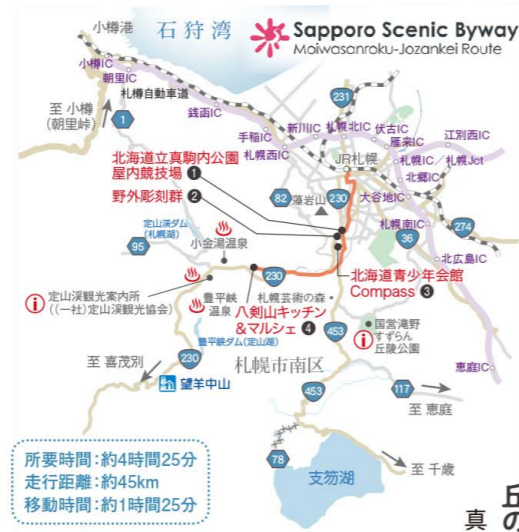 小樽港
石狩湾
Sapporo Scenic Byway
Moiwasanroku-Jozankei Route
小樽IC
朝里IC
札樽自動車道
銭函IC
至 小樽
(朝里峠)
1
手稲IC
札幌西IC
新川IC
札幌北IC
231
伏古IC
雁来IC
江別西IC
JR札幌
札幌IC/札幌Jct
北郷IC
大谷地IC
札幌南IC
274
36
北広島IC
北海道立真駒内公園
屋内競技場 1
野外彫刻群 2
82
藻岩山
230
定山渓ダム
(札幌湖)
95
小金湯温泉
230
北海道青少年会館
Compass 3
定山渓観光案内所
((一社)定山渓観光協会)
豊平峡
温泉
札幌芸術の森
八剣山キッチン
&マルシェ 4
豊平峡ダム(定山湖)
453
国営滝野
すずらん
丘陵公園
至 喜茂別
230
望羊中山
札幌市南区
恵庭IC
453
117
至 恵庭
78
支笏湖
至 千歳
所要時間:約4時間25分
走行距離:約45km
移動時間:約1時間25分
丘
の
真